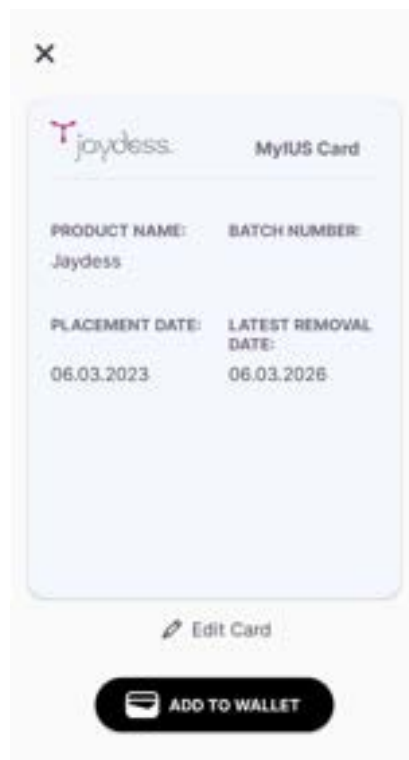 jaydess.
MyIUS Card
PRODUCT NAME:
BATCH NUMBER:
Jaydess
PLACEMENT DATE:
LATEST REMOVAL
DATE:
06.03.2023
06.03.2026
Edit Card
ADD TO WALLET